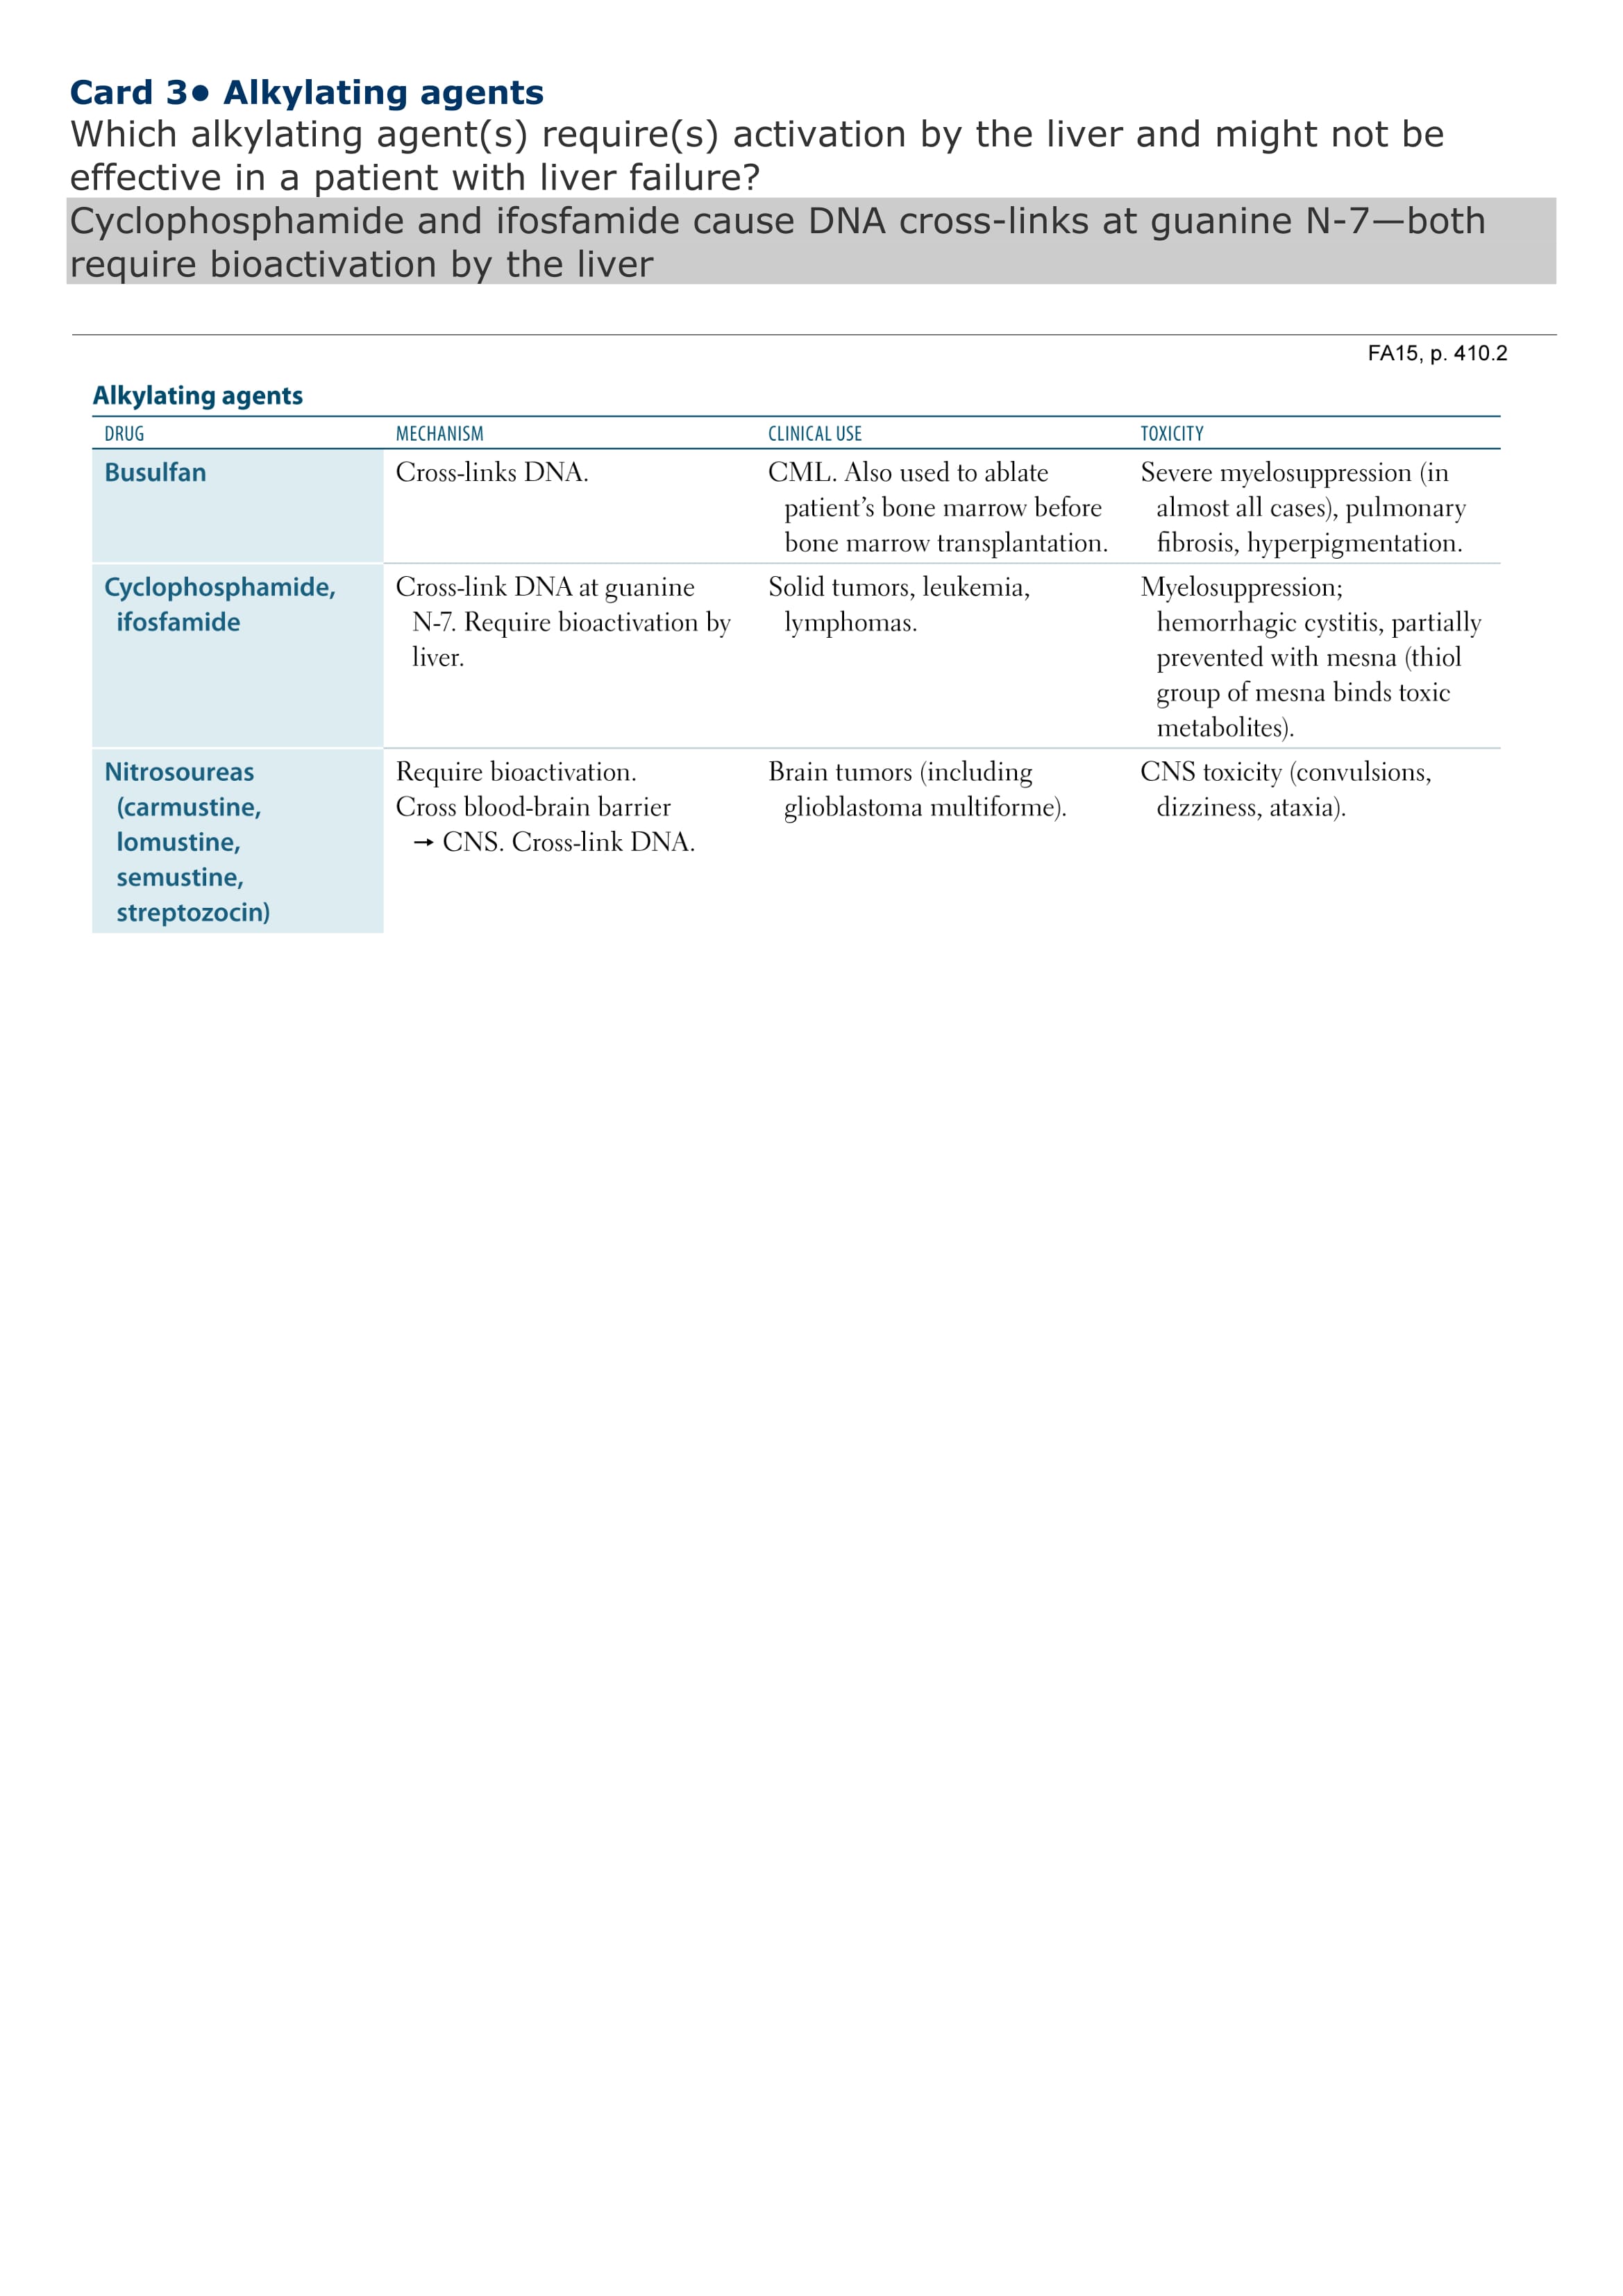 Card 3● Alkylating agents
Which alkylating agent(s) require(s) activation by the liver and might not be
effective in a patient with liver failure?
Cyclophosphamide and ifosfamide cause DNA cross-links at guanine N-7—both
require bioactivation by the liver
FA15, p. 410.2
Alkylating agents
DRUG MECHANISM CLINICAL USE TOXICITY
Busulfan Cross-links DNA. CML. Also used to ablate Severe myelosuppression (in
patient’s bone marrow before almost all cases), pulmonary
bone marrow transplantation. fibrosis, hyperpigmentation.
Cyclophosphamide, Cross-link DNA at guanine Solid tumors, leukemia, Myelosuppression;
ifosfamide N-7. Require bioactivation by lymphomas. hemorrhagic cystitis, partially
liver. prevented with mesna (thiol
group of mesna binds toxic
metabolites).
Nitrosoureas Require bioactivation. Brain tumors (including CNS toxicity (convulsions,
(carmustine, Cross blood-brain barrier glioblastoma multiforme). dizziness, ataxia).
lomustine, → CNS. Cross-link DNA.
semustine,
streptozocin)